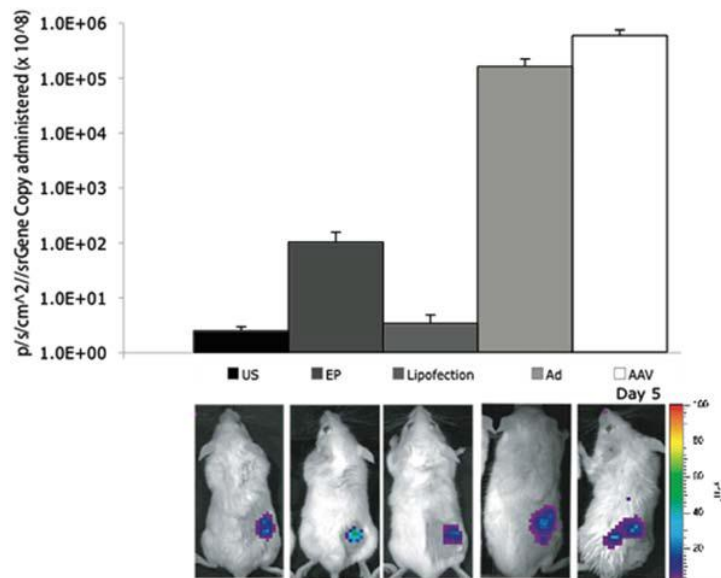 p/s/cm^2//srGene Copy administered (x 10^8)
1.0E+06
1.0E+05
1.0E+04
1.0E+03
1.0E+02
1.0E+01
1.0E+00
US EP Lipofection Ad AAV
Day 5
100
80
60
40
20